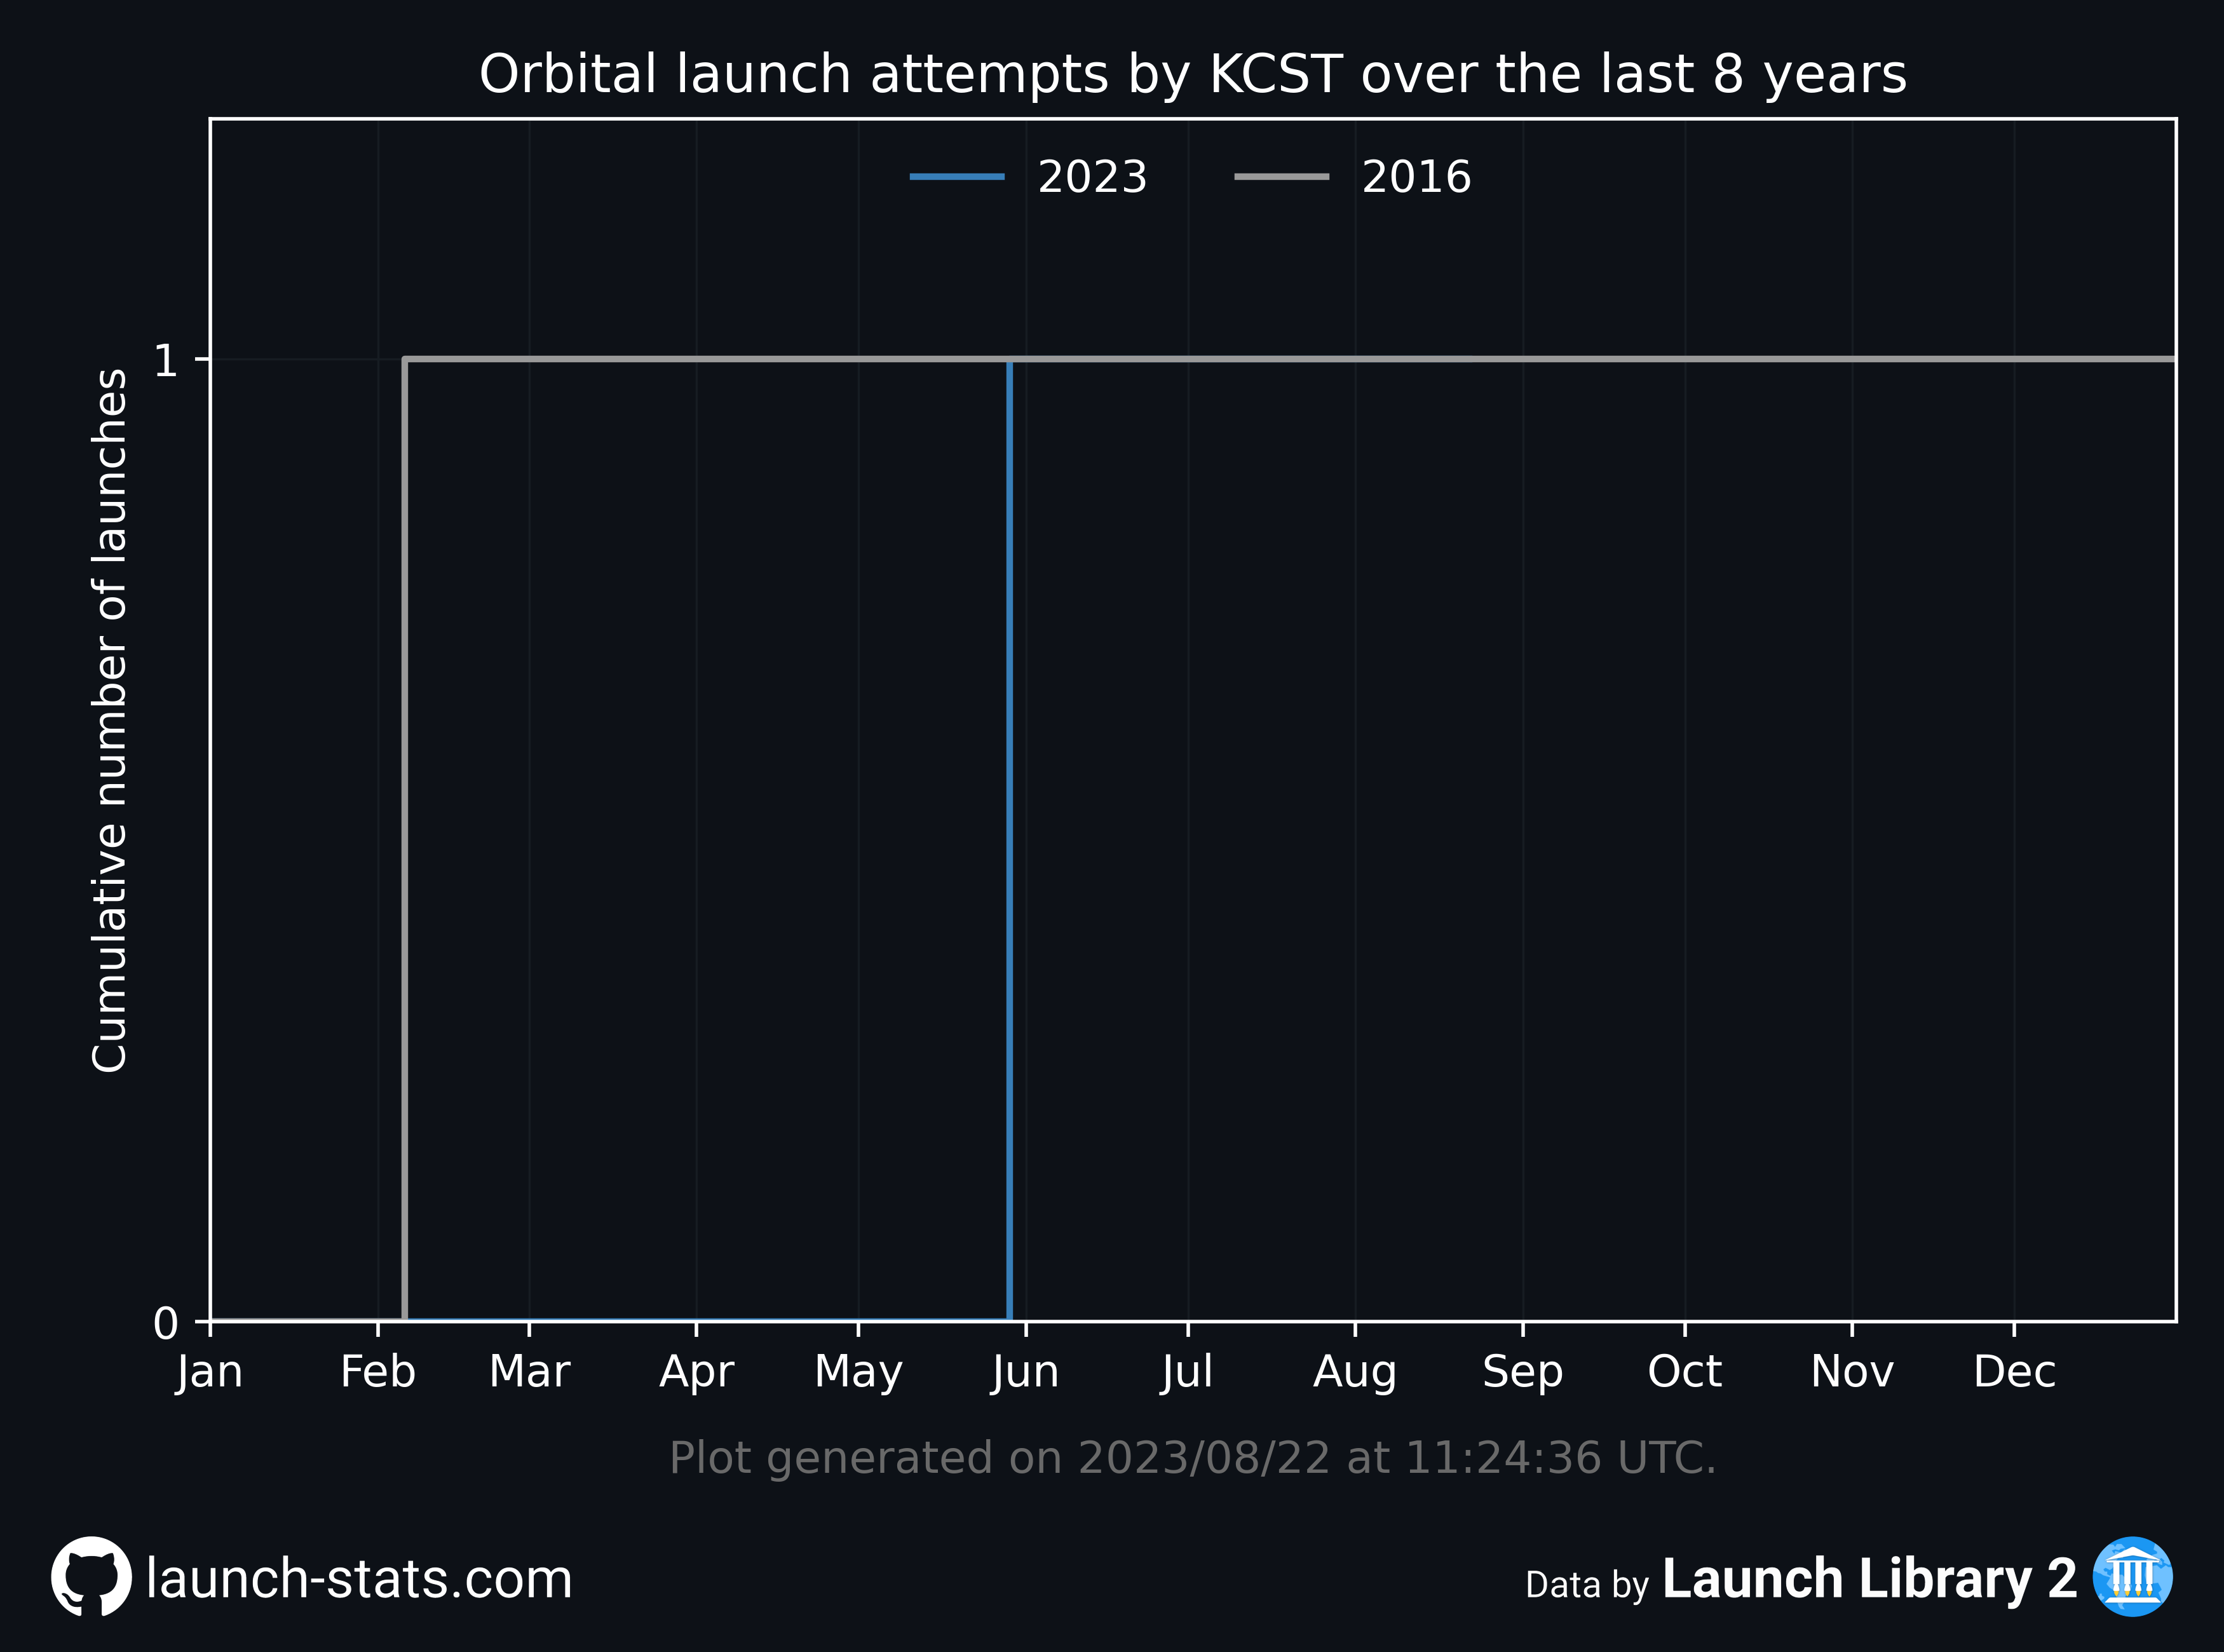 Orbital launch attempts by KCST over the last 8 years
2023 2016
Cumulative number of launches
1
0
Jan Feb Mar Apr May Jun Jul Aug Sep Oct Nov Dec
Plot generated on 2023/08/22 at 11:24:36 UTC.
launch-stats.com
Data by Launch Library 2